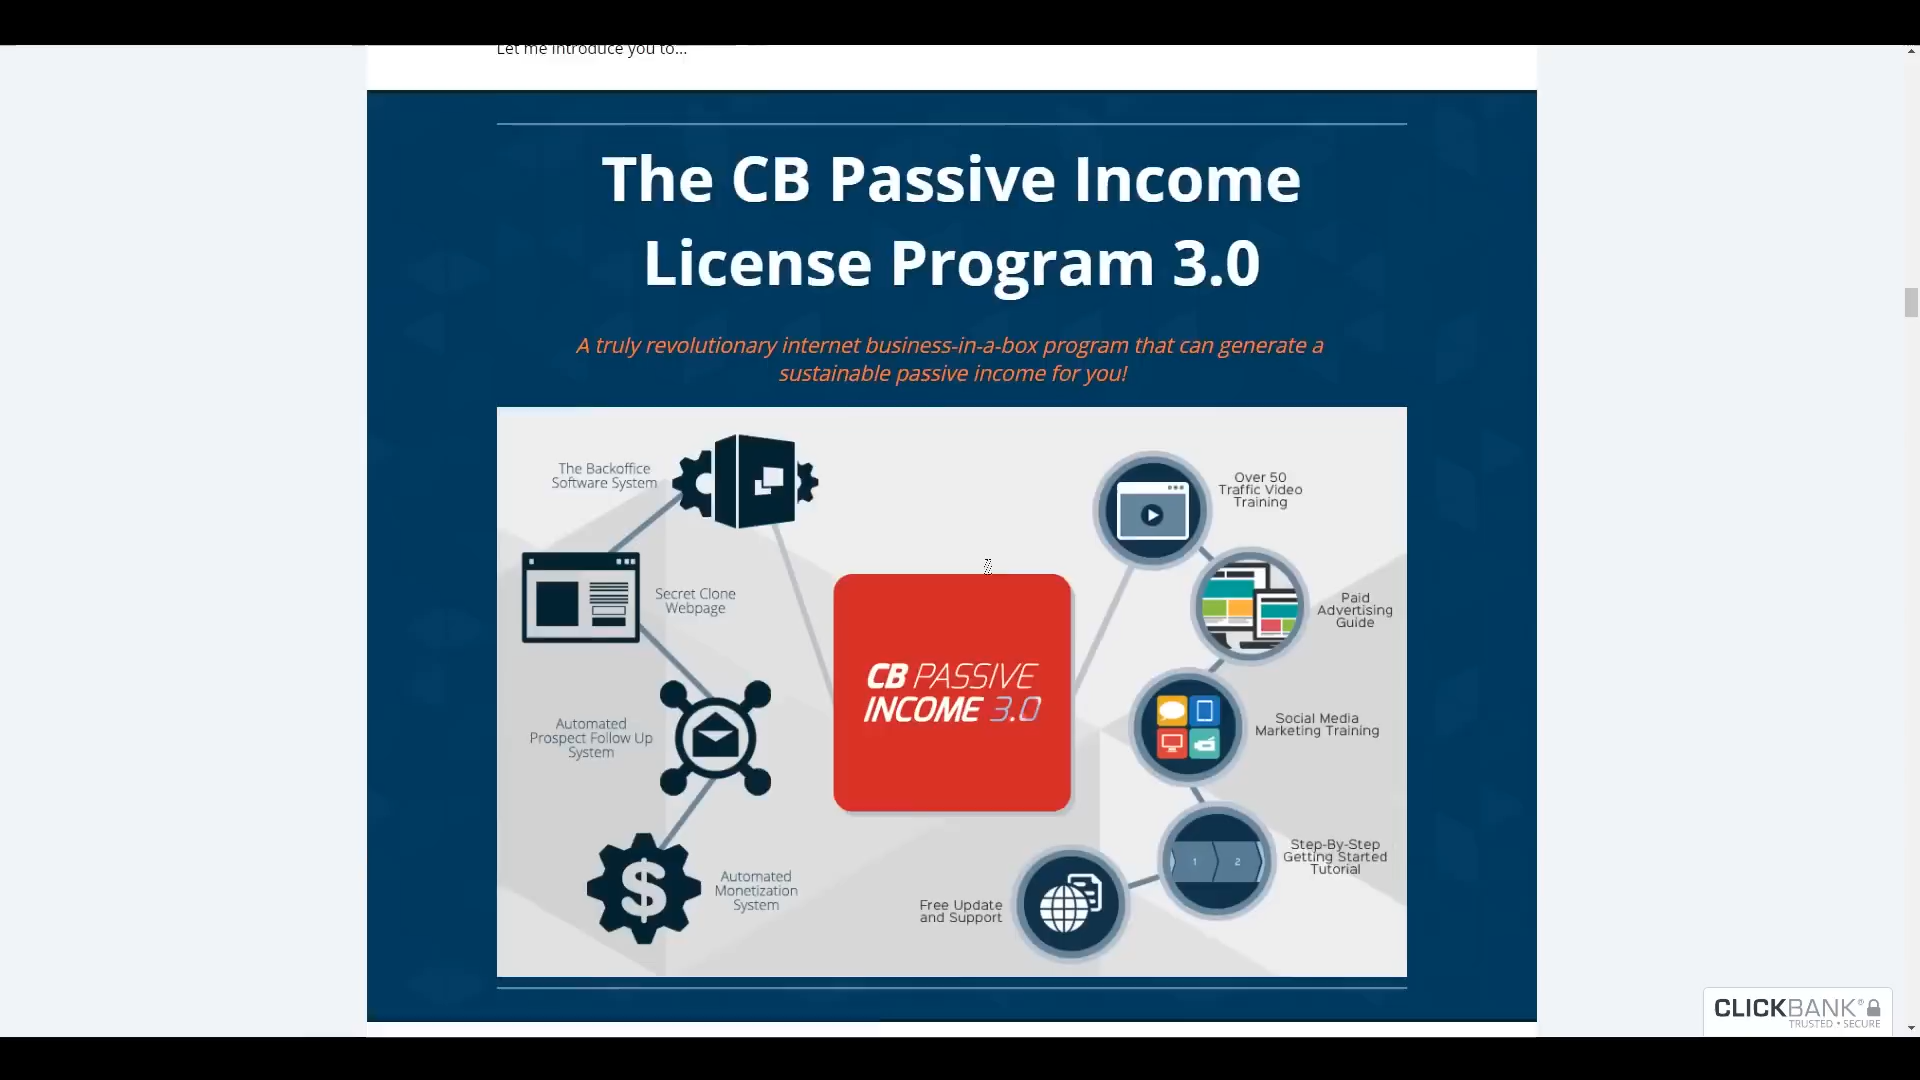 Let me introduce you to...
The CB Passive Income
License Program 3.0
A truly revolutionary internet business-in-a-box program that can generate a
sustainable passive income for you!
The Backoffice
Software System
Secret Clone
Webpage
Automated
Prospect Follow Up
System
Automated
Monetization
System
CB PASSIVE
INCOME 3.0
Over 50
Traffic Video
Training
Paid
Advertising
Guide
Social Media
Marketing Training
1 2
Step-By-Step
Getting Started
Tutorial
Free Update
and Support
CLICKBANK®
TRUSTED • SECURE